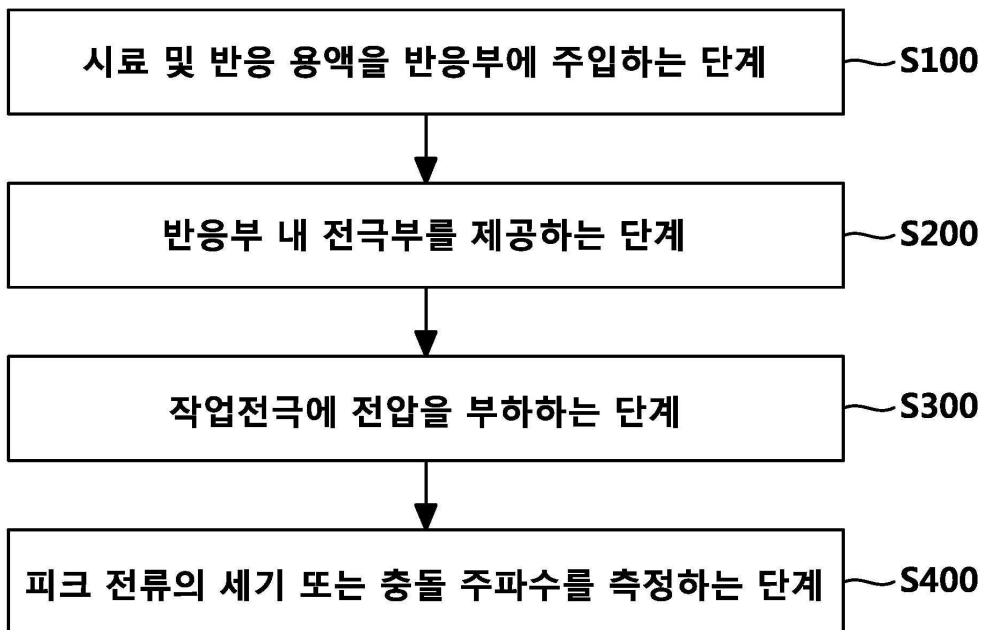 시료 및 반응 용액을 반응부에 주입하는 단계 S100
반응부 내 전극부를 제공하는 단계 S200
작업전극에 전압을 부하하는 단계 S300
피크 전류의 세기 또는 충돌 주파수를 측정하는 단계 S400